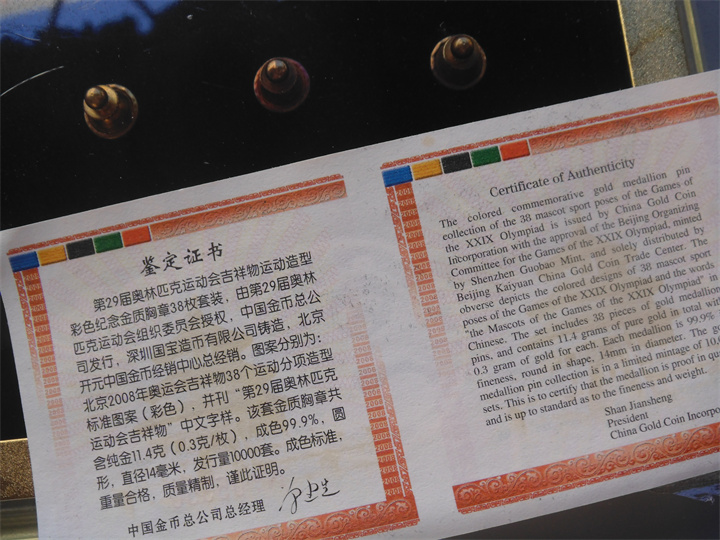 鉴定证书
第29届奥林匹克运动会吉祥物运动造型
彩色纪念金质胸章38枚套装，由第29届奥林
匹克运动会组织委员会授权，中国金币总公
司发行，深圳国宝造币有限公司铸造，北京
开元中国金币经销中心总经销。图案分别为：
北京2008年奥运会吉祥物38个运动分项造型
标准图案（彩色），并刊“第29届奥林匹克
运动会吉祥物”中文字样。该套金质胸章共
含纯金11.4克（0.3克/枚），成色99.9%，圆
形，直径14毫米，发行量10000套。成色标准，
重量合格，质量精制，谨此证明。
中国金币总公司总经理
Certificate of Authenticity
The colored commemorative gold medallion pin
collection of the 38 mascot sport poses of the Games of
the XXIX Olympiad is issued by China Gold Coin
Incorporation with the approval of the Beijing Organizing
Committee for the Games of the XXIX Olympiad, minted
by Shenzhen Guobao Mint, and solely distributed by
Beijing Kaiyuan China Gold Coin Trade Center. The
obverse depicts the colored designs of 38 mascot sport
poses of the Games of the XXIX Olympiad and the words
"the Mascots of the Games of the XXIX Olympiad" in
Chinese. The set includes 38 pieces of gold medallion
pins, and contains 11.4 grams of pure gold in total with
0.3 gram of gold for each. Each medallion is 99.9%
fineness, round in shape, 14mm in diameter. The
medallion pin collection is in a limited mintage of
sets. This is to certify that the medallion is proof in
and is up to standard as to the fineness and weight.
Shan Jiansheng
President
China Gold Coin